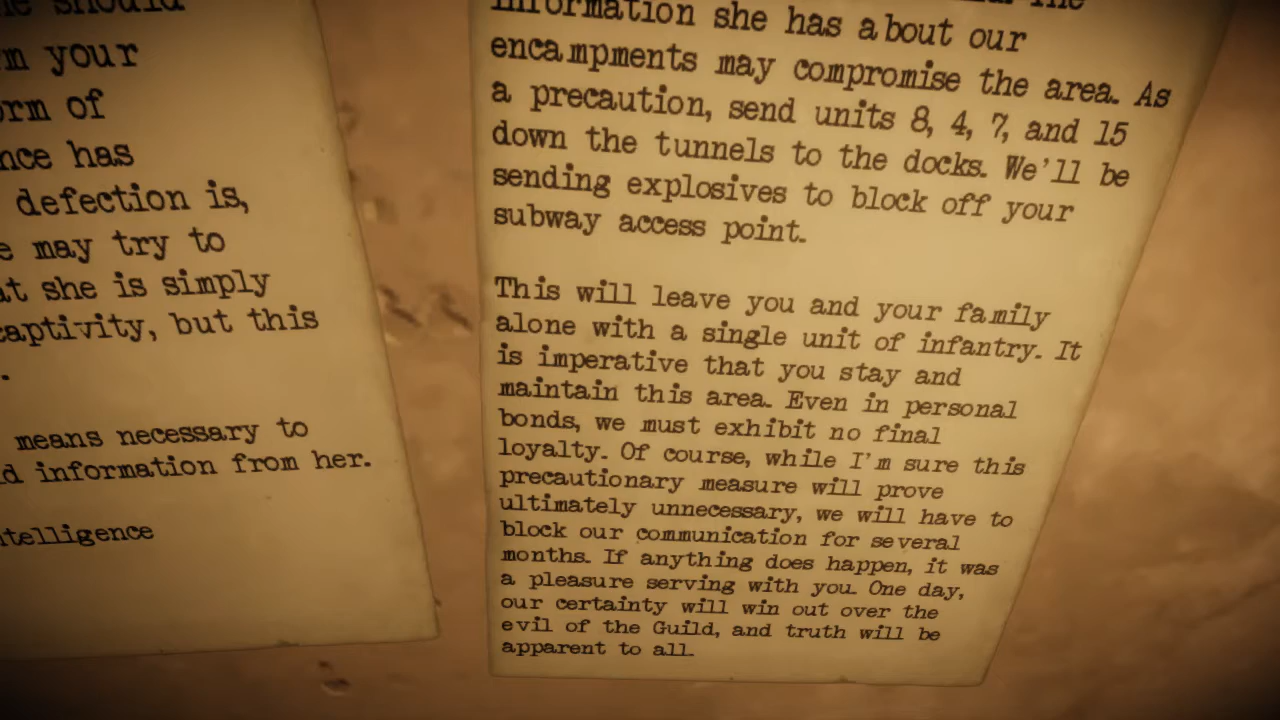 should
your
of
has
defection is,
may try to
she is simply
captivity, but this
.
means necessary to
information from her.
information she has about our
encampments may compromise the area. As
a precaution, send units 8, 4, 7, and 15
down the tunnels to the docks. We'll be
sending explosives to block off your
subway access point.
This will leave you and your family
alone with a single unit of infantry. It
is imperative that you stay and
maintain this area. Even in personal
bonds, we must exhibit no final
loyalty. Of course, while I'm sure this
precautionary measure will prove
ultimately unnecessary, we will have to
block our communication for several
months. If anything does happen, it was
a pleasure serving with you. One day,
our certainty will win out over the
evil of the Guild, and truth will be
apparent to all.